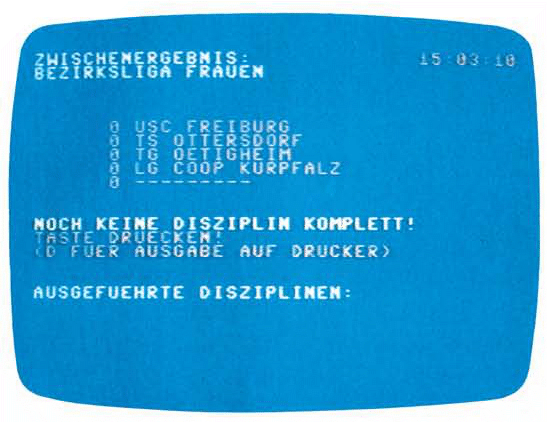 ZWISCHENERGEBNIS: 15:03:10
BEZIRKSLIGA FRAUEN
0 USC FREIBURG
0 TS OTTERSDORF
0 TG OETIGHEIM
0 LG COOP KURPFALZ
0 ---------
NOCH KEINE DISZIPLIN KOMPLETT!
TASTE DRUECKEN!
(D FUER AUSGABE AUF DRUCKER)
AUSGEFUEHRTE DISZIPLINEN: